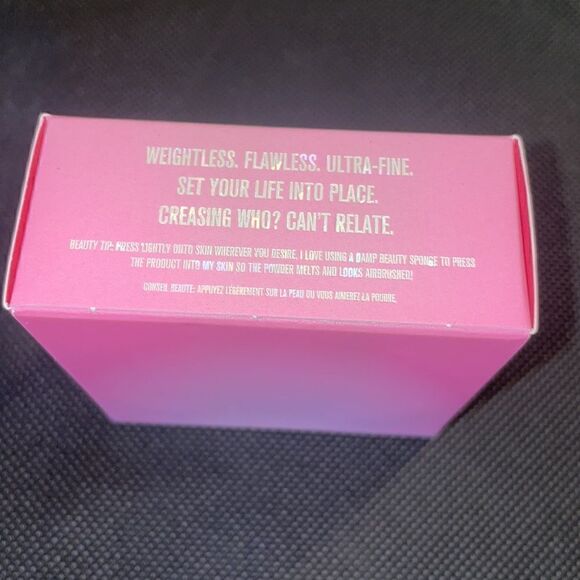 WEIGHTLESS. FLAWLESS. ULTRA-FINE.
SET YOUR LIFE INTO PLACE.
CREASING WHO? CAN'T RELATE.
BEAUTY TIP: PRESS LIGHTLY ONTO SKIN WHEREVER YOU DESIRE. I LOVE USING A DAMP BEAUTY SPONGE TO PRESS
THE PRODUCT INTO MY SKIN SO THE POWDER MELTS AND LOOKS AIRBRUSHED!
CONSEIL BEAUTE: APPUYEZ LÉGÈREMENT SUR LA PEAU OU VOUS AIMEREZ LA POUDRE.